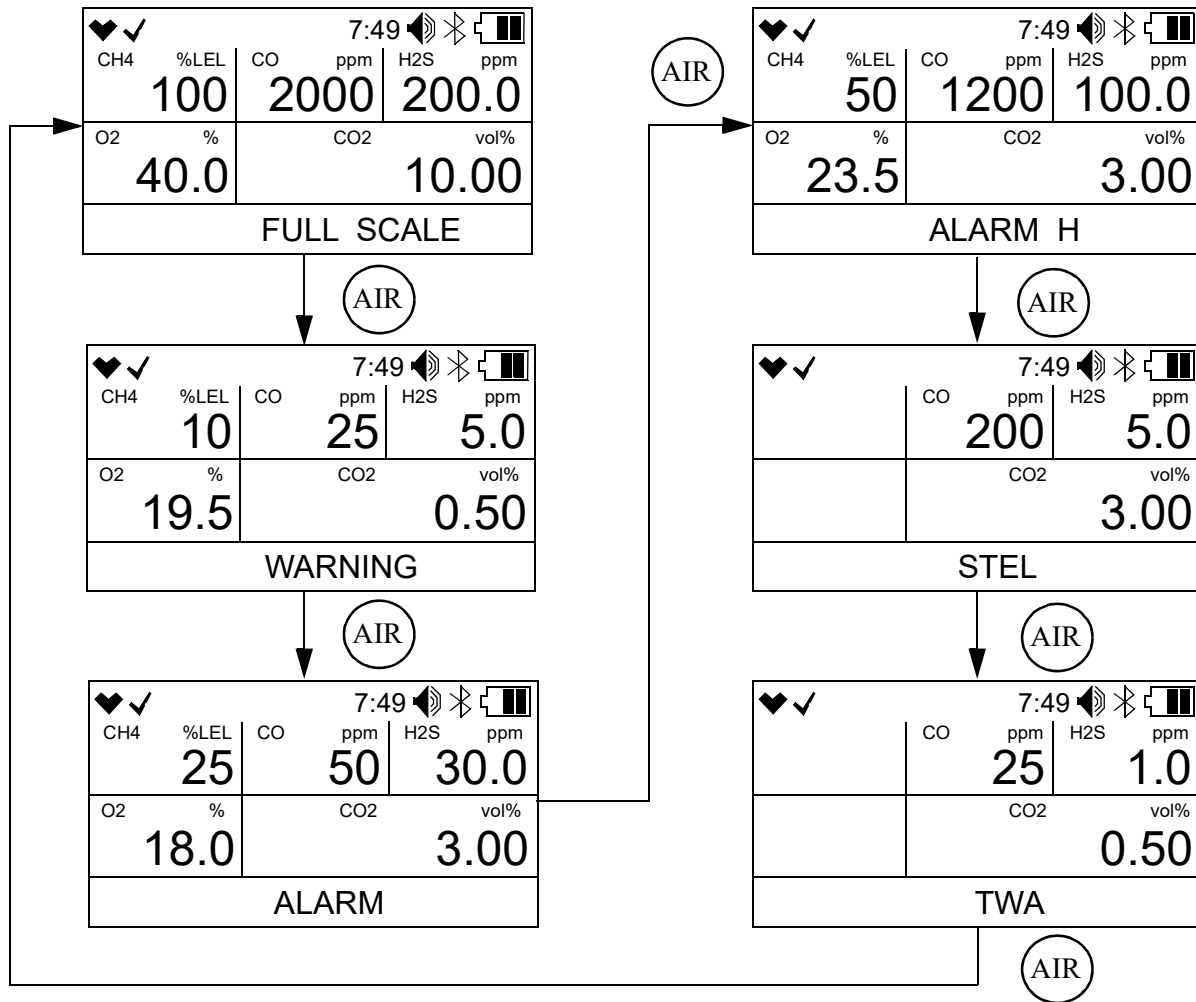 7:49
CH4 %LEL CO ppm H2S ppm
100 2000 200.0
O2 % CO2 vol%
40.0 10.00
FULL SCALE
AIR
7:49
CH4 %LEL CO ppm H2S ppm
10 25 5.0
O2 % CO2 vol%
19.5 0.50
WARNING
AIR
7:49
CH4 %LEL CO ppm H2S ppm
25 50 30.0
O2 % CO2 vol%
18.0 3.00
ALARM
AIR
7:49
CH4 %LEL CO ppm H2S ppm
50 1200 100.0
O2 % CO2 vol%
23.5 3.00
ALARM H
AIR
7:49
CO ppm H2S ppm
200 5.0
CO2 vol%
3.00
STEL
AIR
7:49
CO ppm H2S ppm
25 1.0
CO2 vol%
0.50
TWA
AIR